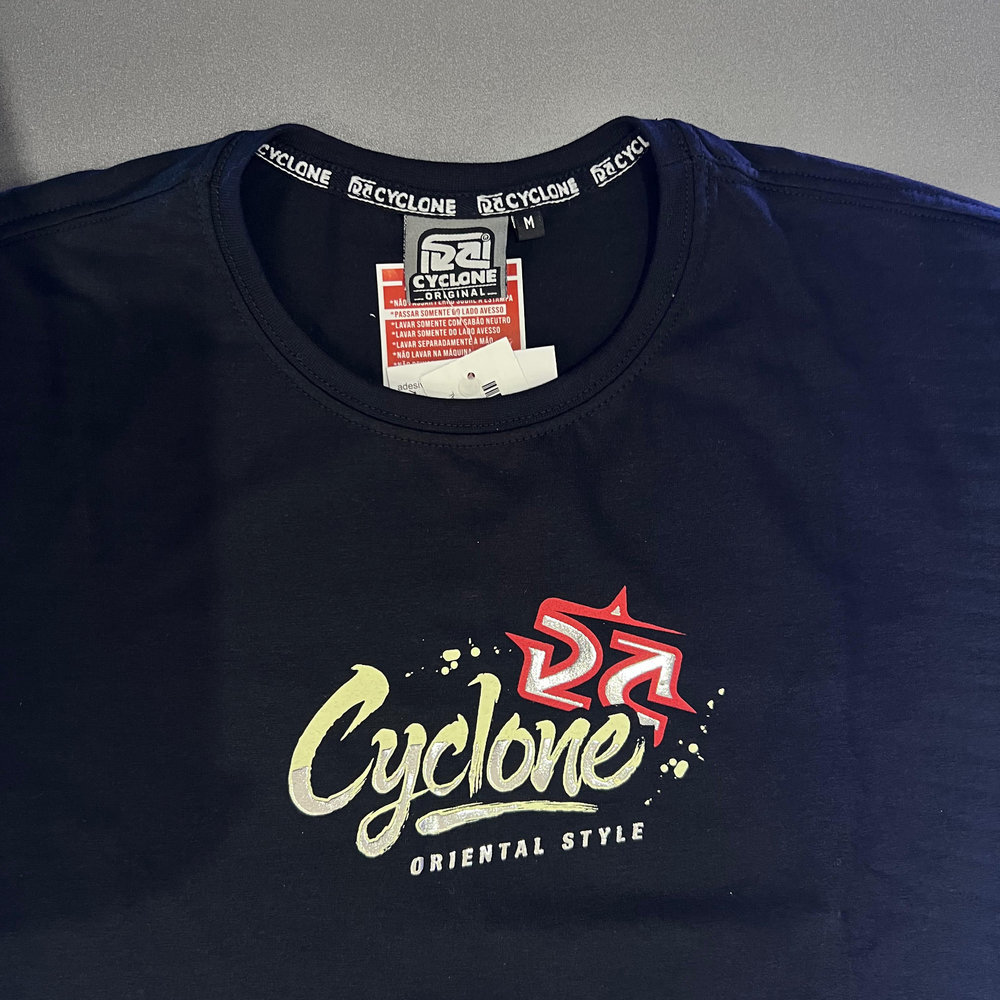 CYCLONE
CYCLONE
CYCLONE
CYC
M
CYCLONE
ORIGINAL
*PASSAR SOMENTE DO LADO AVESSO
*LAVAR SOMENTE COM SABÃO NEUTRO
*LAVAR SOMENTE DO LADO AVESSO
*LAVAR SEPARADAMENTE A MÃO
*NÃO LAVAR NA MÁQUINA
Cyclone
ORIENTAL STYLE